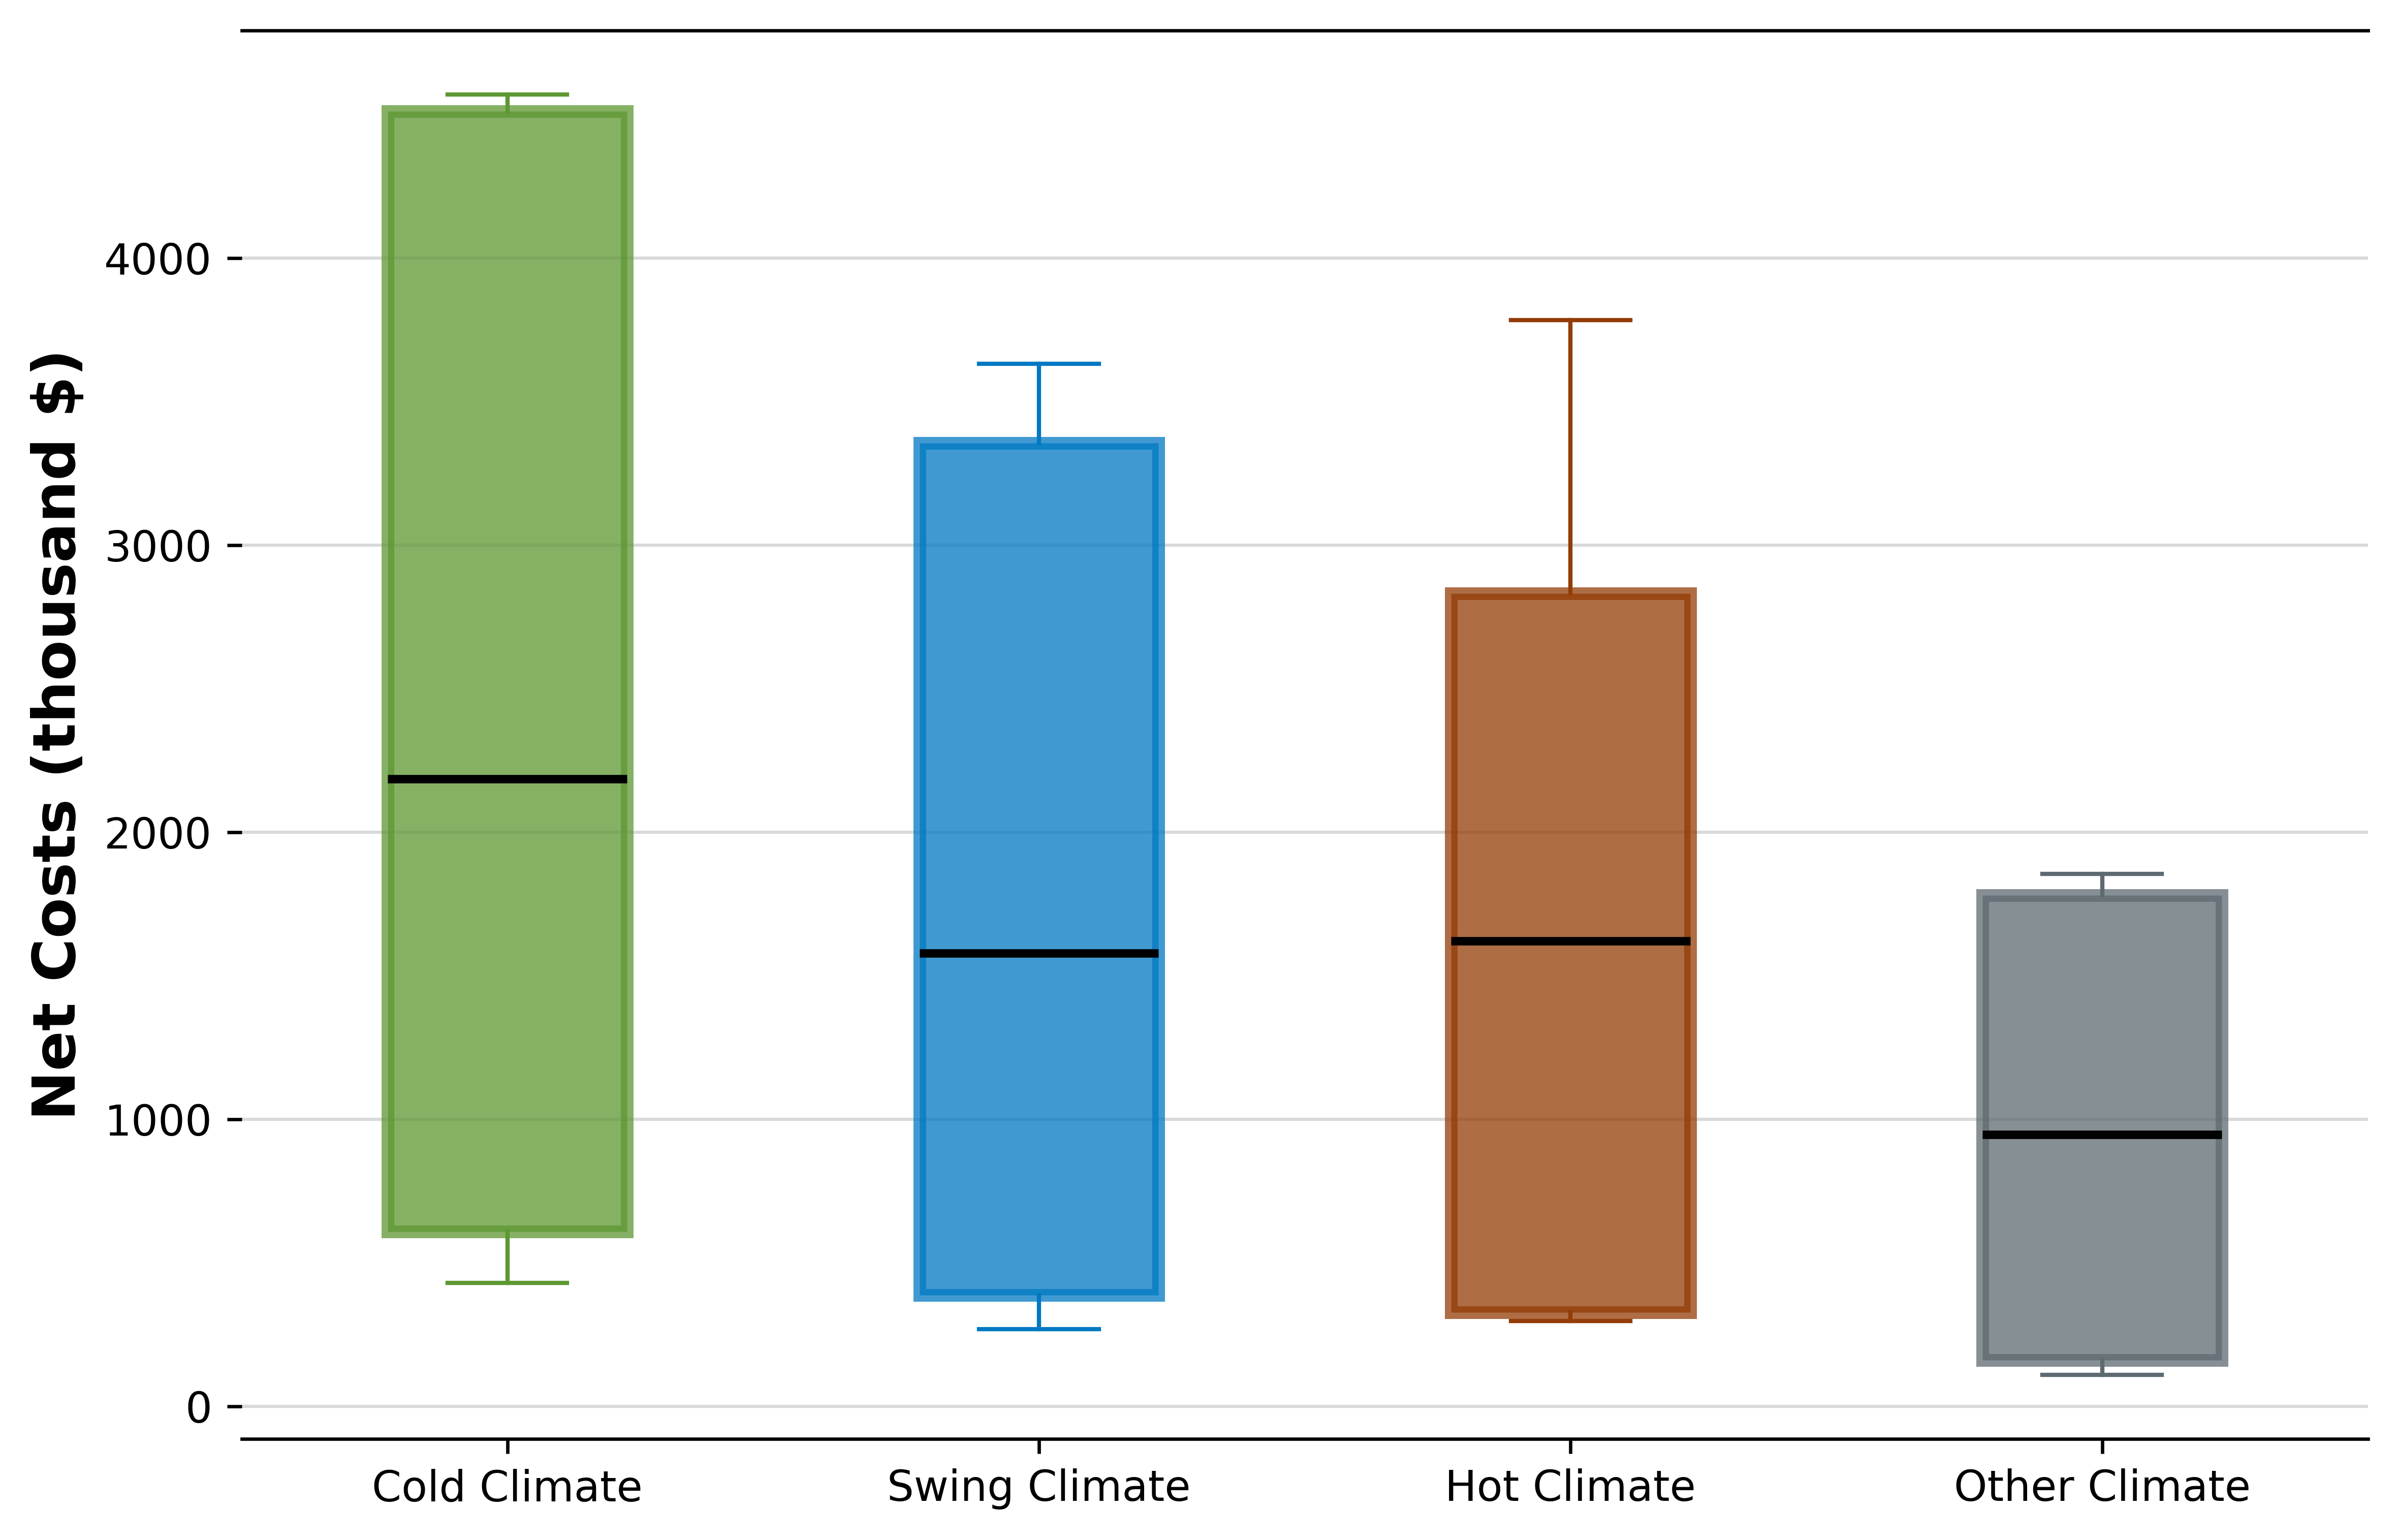 Net Costs (thousand $)
4000
3000
2000
1000
0
Cold Climate
Swing Climate
Hot Climate
Other Climate